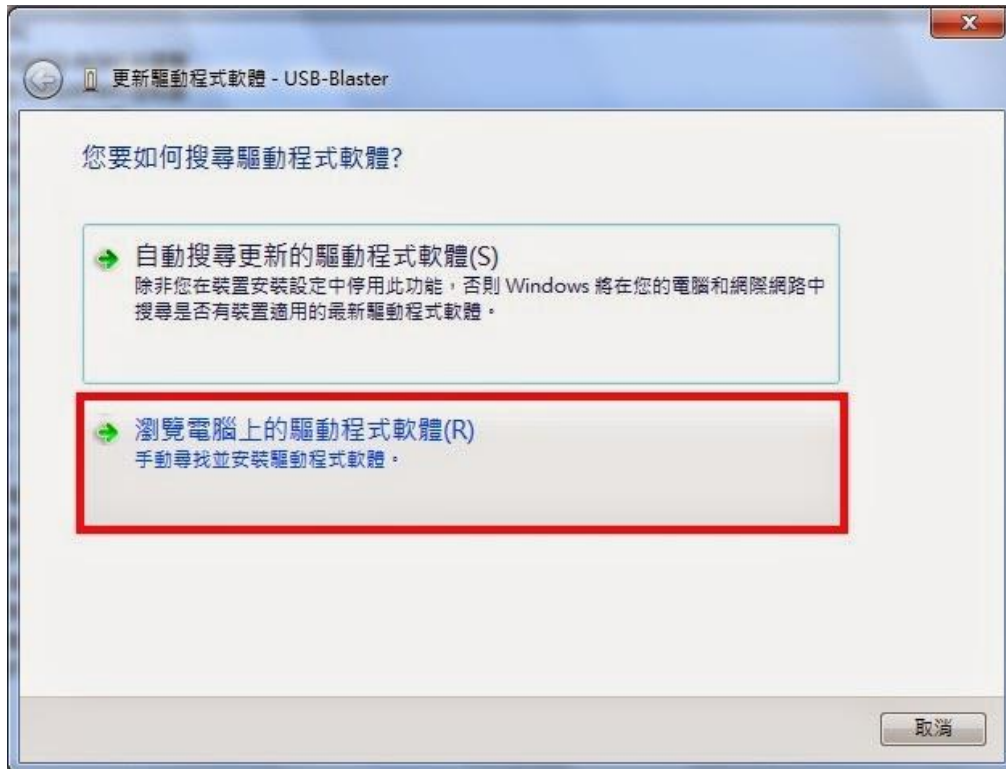 更新驅動程式軟體 - USB-Blaster
您要如何搜尋驅動程式軟體?
自動搜尋更新的驅動程式軟體(S)
除非您在裝置安裝設定中停用此功能，否則 Windows 將在您的電腦和網際網路中
搜尋是否有裝置適用的最新驅動程式軟體。
瀏覽電腦上的驅動程式軟體(R)
手動尋找並安裝驅動程式軟體。
取消